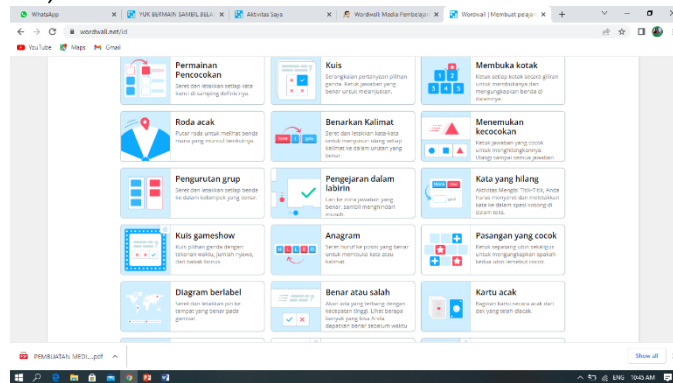 WhatsApp
YUK BERMAIN SAMBIL BELA
Aktivitas Saya
Wordwall Media Pembelaja
Wordwall | Membuat pelajar
wordwall.net/id
YouTube
Maps
Gmail
Permainan Pencocokan
Seret dan letakkan setiap kata
kunci di samping definisinya.
Kuis
Serangkaian pertanyaan pilihan
ganda. Ketuk jawaban yang
benar untuk melanjutkan.
Membuka kotak
Ketuk setiap kotak secara giliran
untuk membukanya dan
mengungkapkan benda di
dalamnya.
Roda acak
Putar roda untuk melihat benda
mana yang muncul berikutnya.
Benarkan Kalimat
Seret dan letakkan kata-kata
untuk menyusun ulang setiap
kalimat ke dalam urutan yang
benar.
Menemukan kecocokan
Ketuk jawaban yang cocok
untuk menghilangkannya.
Ulangi sampai semua jawaban
Pengurutan grup
Seret dan letakkan setiap benda
ke dalam kelompok yang benar.
Pengejaran dalam labirin
Lari ke zona jawaban yang
benar, sambil menghindari
musuh.
Kata yang hilang
Aktivitas Mengisi Titik-Titik, Anda
harus menyeret dan meletakkan
kata ke dalam spasi kosong di
dalam teks.
Kuis gameshow
Kuis pilihan ganda dengan
tekanan waktu, jumlah nyawa,
dan babak bonus.
Anagram
Seret huruf ke posisi yang benar
untuk membuka kata atau
kalimat.
Pasangan yang cocok
Ketuk sepasang ubin sekaligus
untuk mengungkapkan apakah
kedua ubin tersebut cocok.
Diagram berlabel
Seret dan letakkan pin ke
tempat yang benar pada
gambar.
Benar atau salah
Akan ada yang terbang dengan
kecepatan tinggi. Lihat berapa
banyak yang bisa Anda
dapatkan benar sebelum waktu
Kartu acak
Bagikan kartu secara acak dari
dek yang telah diacak.
PEMBUATAN MEDI....pdf
Show all
ENG
10:45 AM